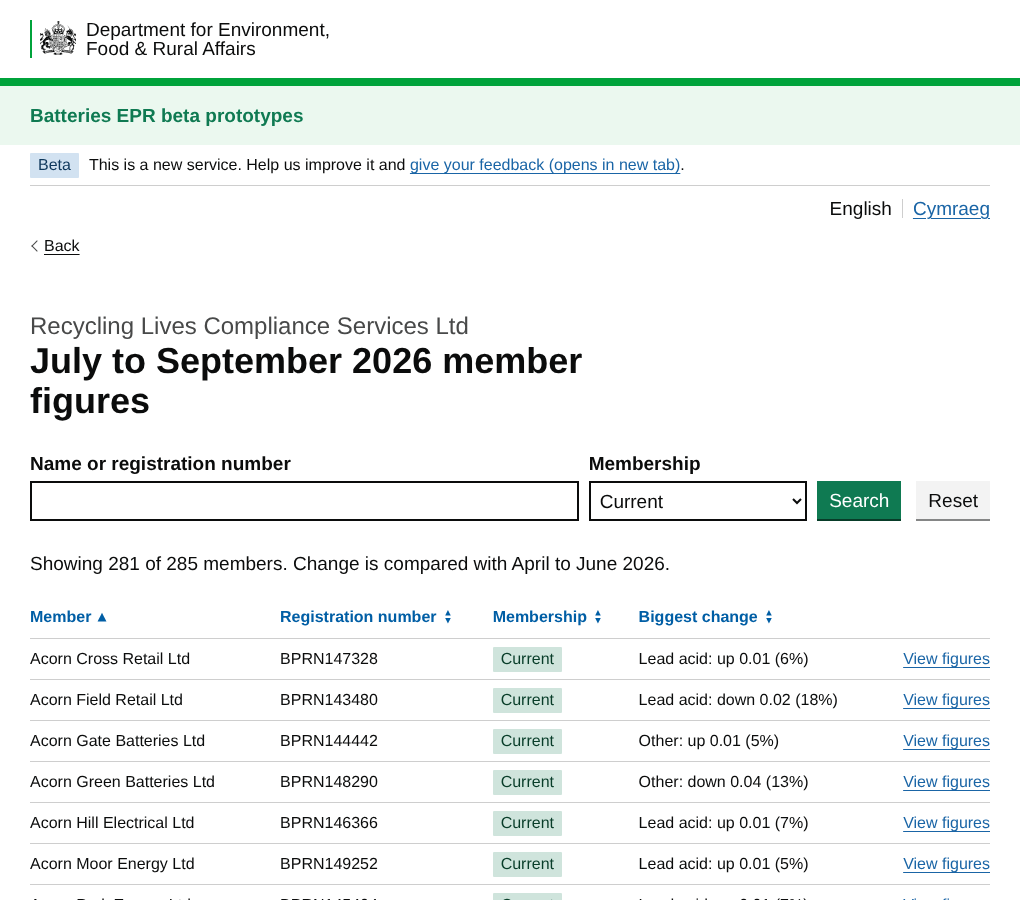 Department for Environment,
Food & Rural Affairs
Batteries EPR beta prototypes
Beta This is a new service. Help us improve it and give your feedback (opens in new tab).
English Cymraeg
Back
Recycling Lives Compliance Services Ltd
July to September 2026 member
figures
Name or registration number Membership
Current Search Reset
Showing 281 of 285 members. Change is compared with April to June 2026.
Member ▲ Registration number Membership Biggest change
Acorn Cross Retail Ltd BPRN147328 Current Lead acid: up 0.01 (6%) View figures
Acorn Field Retail Ltd BPRN143480 Current Lead acid: down 0.02 (18%) View figures
Acorn Gate Batteries Ltd BPRN144442 Current Other: up 0.01 (5%) View figures
Acorn Green Batteries Ltd BPRN148290 Current Other: down 0.04 (13%) View figures
Acorn Hill Electrical Ltd BPRN146366 Current Lead acid: up 0.01 (7%) View figures
Acorn Moor Energy Ltd BPRN149252 Current Lead acid: up 0.01 (5%) View figures